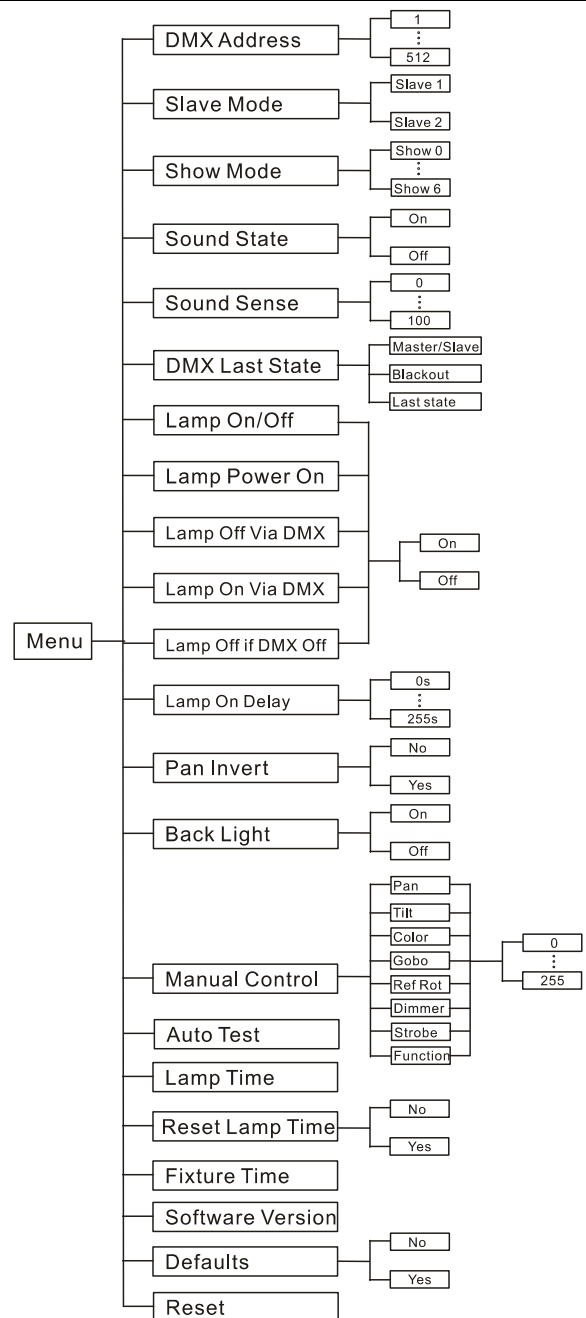 DMX Address
1
512
Slave Mode
Slave 1
Slave 2
Show Mode
Show 0
Show 6
Sound State
On
Off
Sound Sense
0
100
DMX Last State
Master/Slave
Blackout
Last state
Lamp On/Off
Lamp Power On
Lamp Off Via DMX
Lamp On Via DMX
Lamp Off if DMX Off
On
Off
Menu
Lamp On Delay
0s
255s
Pan Invert
No
Yes
Back Light
On
Off
Manual Control
Pan
Tilt
Color
Gobo
Ref Rot
Dimmer
Strobe
Function
0
255
Auto Test
Lamp Time
Reset Lamp Time
No
Yes
Fixture Time
Software Version
Defaults
No
Yes
Reset